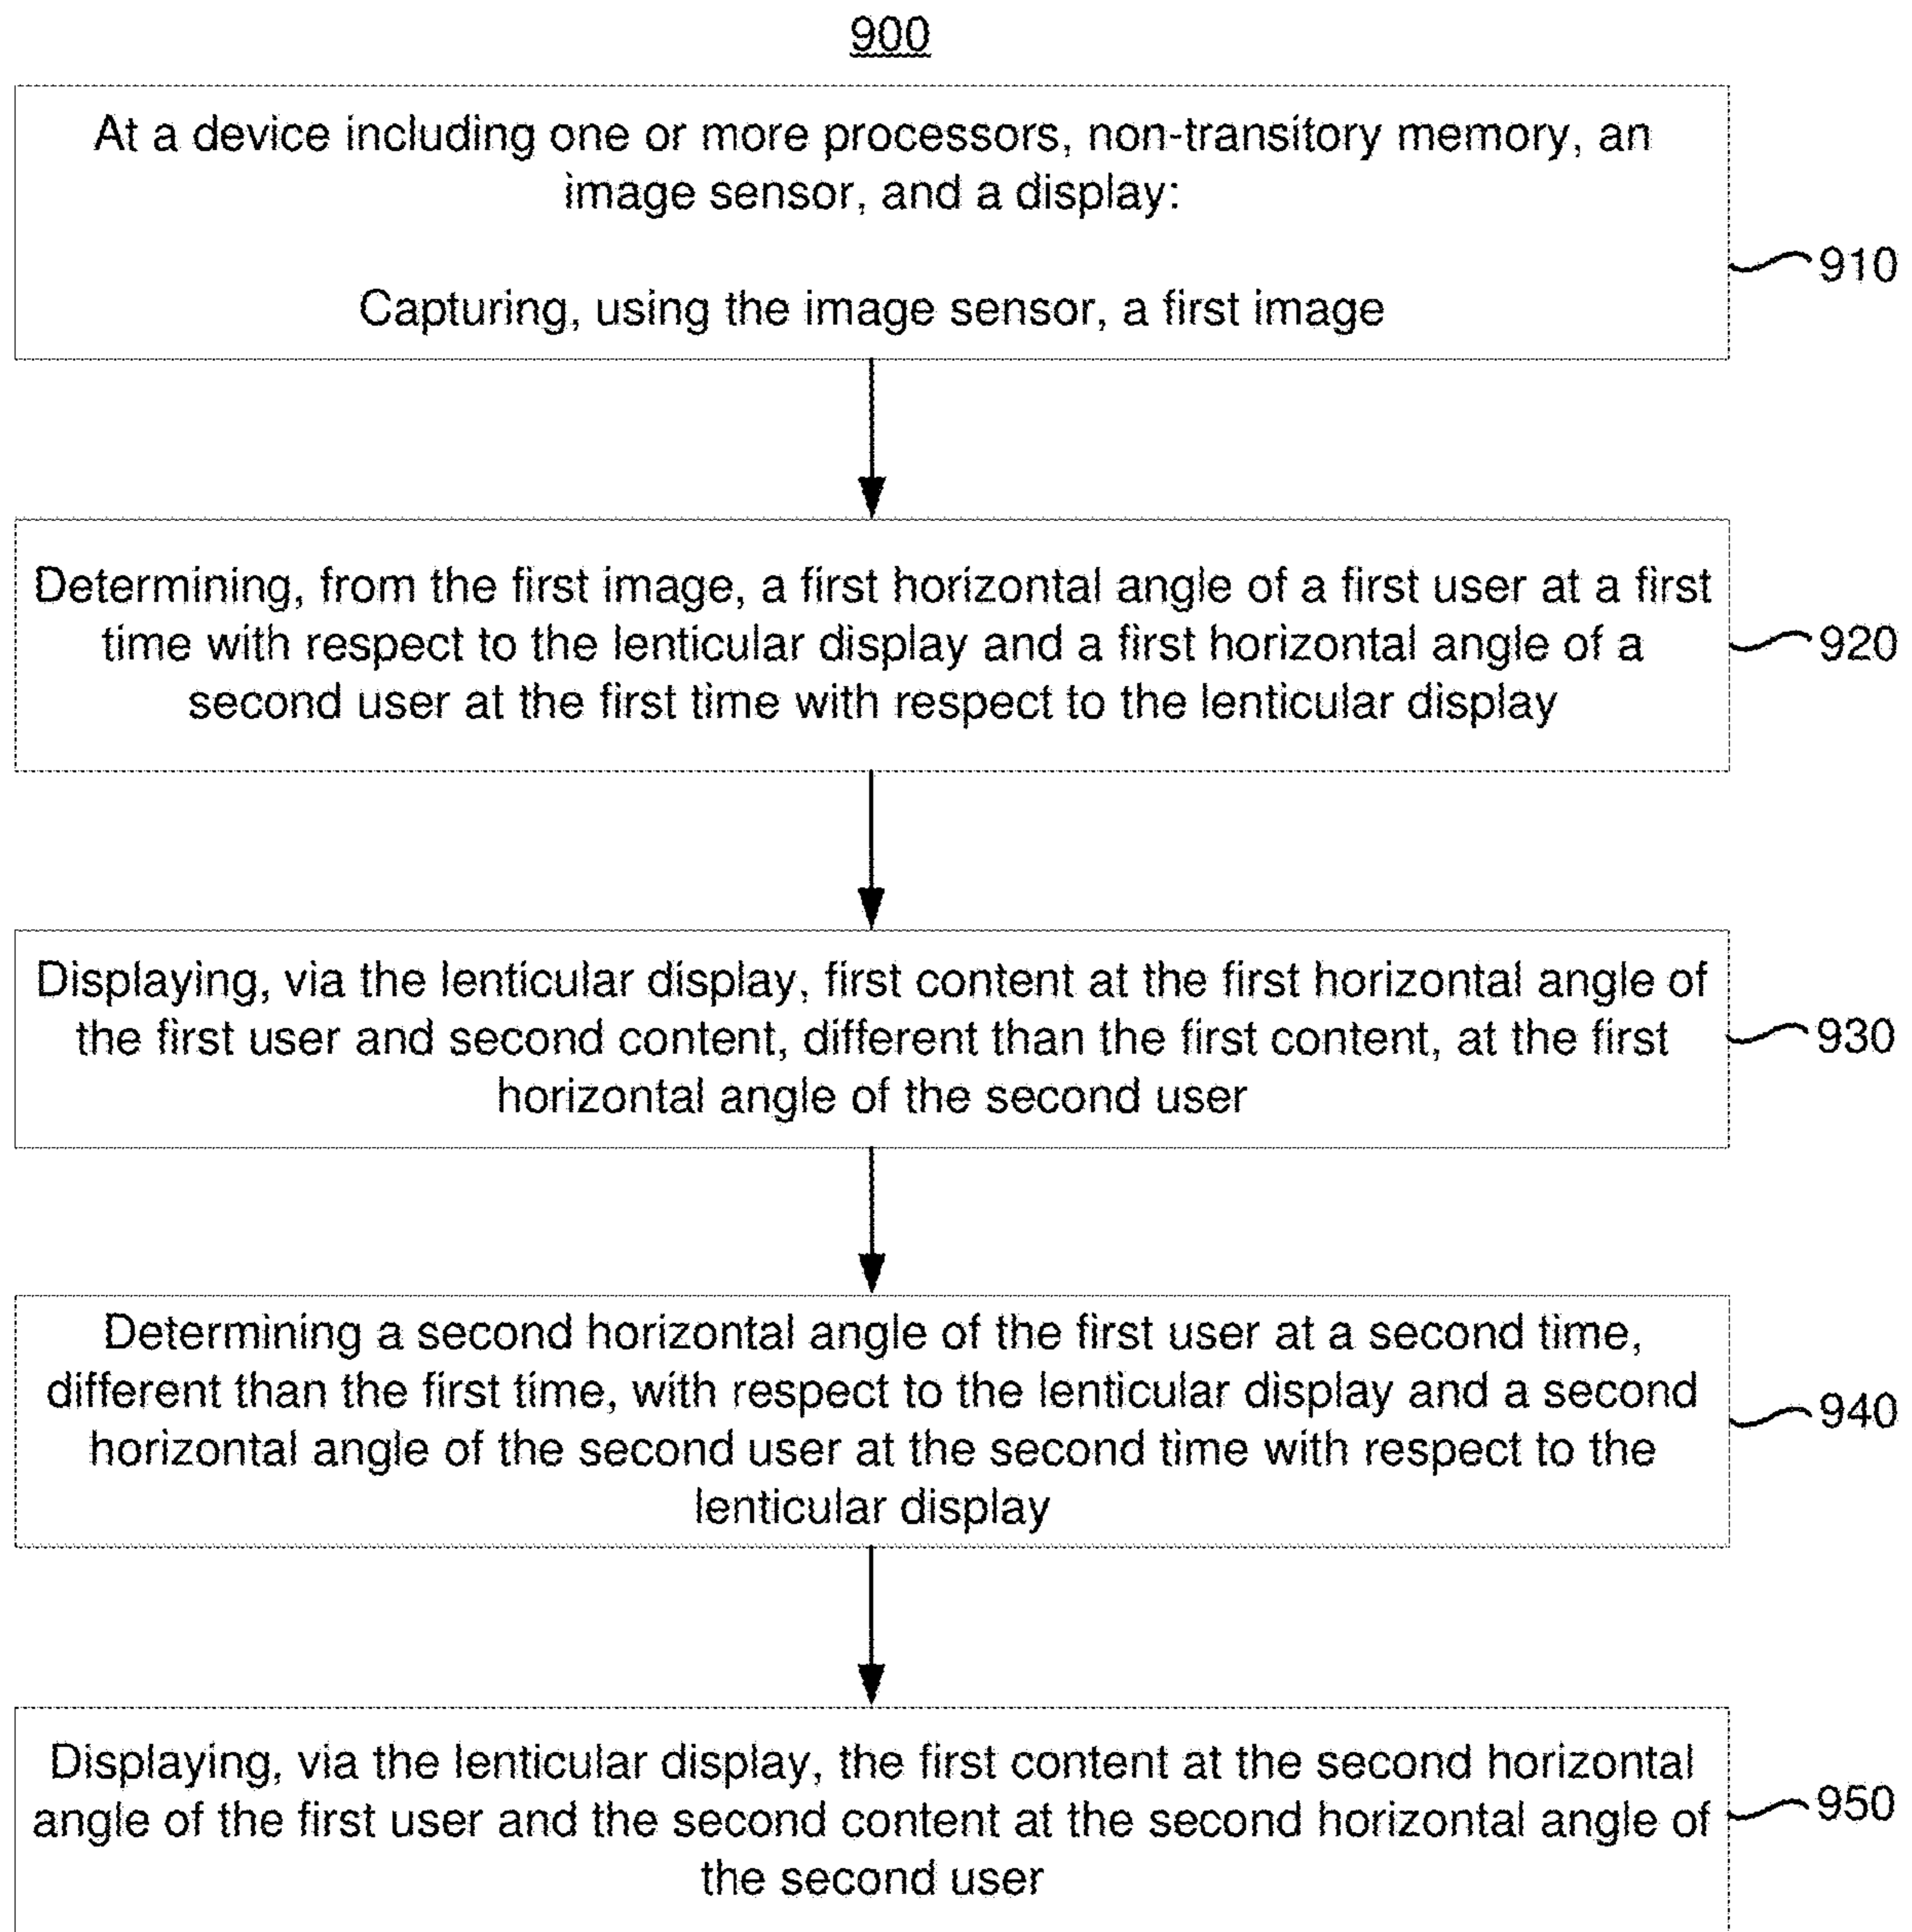 900
At a device including one or more processors, non-transitory memory, an
image sensor, and a display:
Capturing, using the image sensor, a first image
910
Determining, from the first image, a first horizontal angle of a first user at a first
time with respect to the lenticular display and a first horizontal angle of a
second user at the first time with respect to the lenticular display
920
Displaying, via the lenticular display, first content at the first horizontal angle of
the first user and second content, different than the first content, at the first
horizontal angle of the second user
930
Determining a second horizontal angle of the first user at a second time,
different than the first time, with respect to the lenticular display and a second
horizontal angle of the second user at the second time with respect to the
lenticular display
940
Displaying, via the lenticular display, the first content at the second horizontal
angle of the first user and the second content at the second horizontal angle of
the second user
950